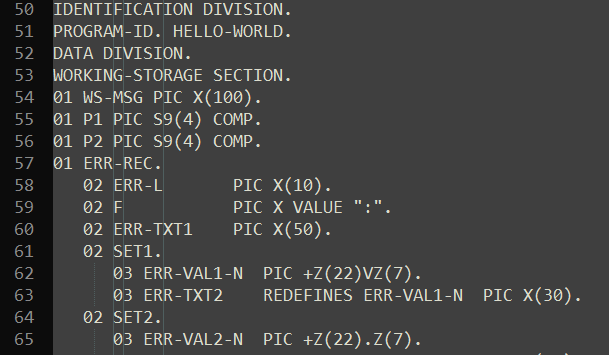 50 IDENTIFICATION DIVISION.
51 PROGRAM-ID. HELLO-WORLD.
52 DATA DIVISION.
53 WORKING-STORAGE SECTION.
54 01 WS-MSG PIC X(100).
55 01 P1 PIC S9(4) COMP.
56 01 P2 PIC S9(4) COMP.
57 01 ERR-REC.
58    02 ERR-L       PIC X(10).
59    02 F           PIC X VALUE ":".
60    02 ERR-TXT1    PIC X(50).
61    02 SET1.
62       03 ERR-VAL1-N  PIC +Z(22)VZ(7).
63       03 ERR-TXT2    REDEFINES ERR-VAL1-N  PIC X(30).
64    02 SET2.
65       03 ERR-VAL2-N  PIC +Z(22).Z(7).